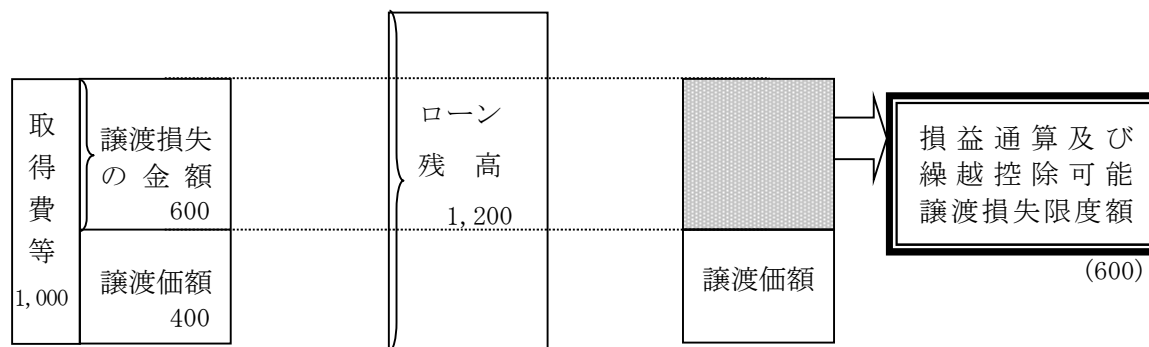 取得費等
1,000
譲渡損失
の金額
600
譲渡価額
400
ローン
残高
1,200
譲渡価額
損益通算及び
繰越控除可能
譲渡損失限度額
(600)